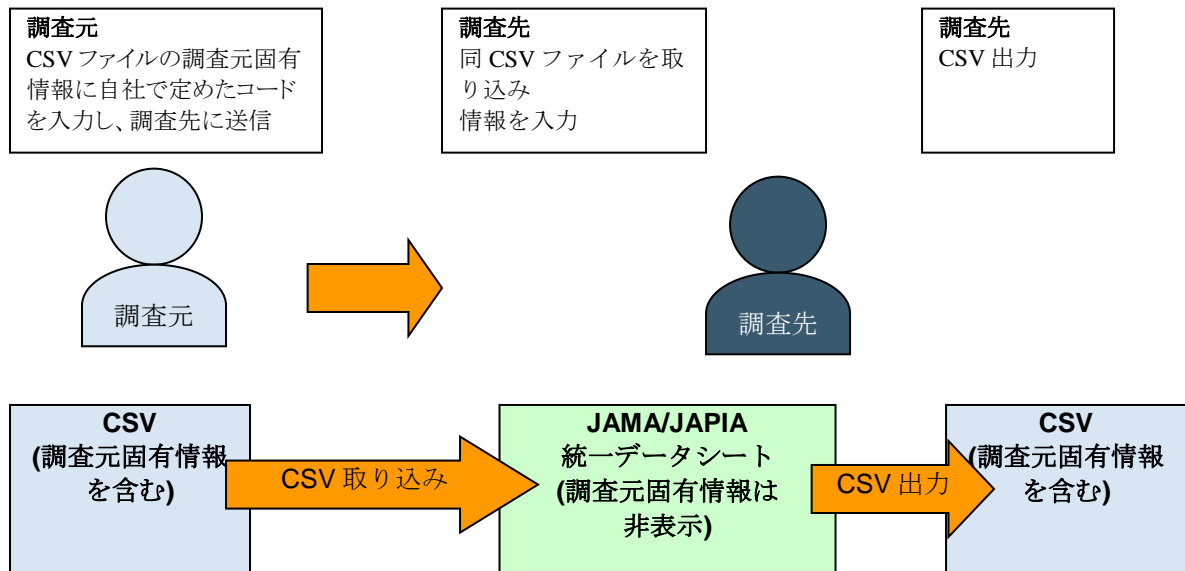 調査元
CSV ファイルの調査元固有
情報に自社で定めたコード
を入力し、調査先に送信
調査先
同 CSV ファイルを取
り込み
情報を入力
調査先
CSV 出力
調査元
調査先
CSV
(調査元固有情報
を含む)
CSV 取り込み
JAMA/JAPIA
統一データシート
(調査元固有情報は
非表示)
CSV 出力
CSV
(調査元固有情報
を含む)